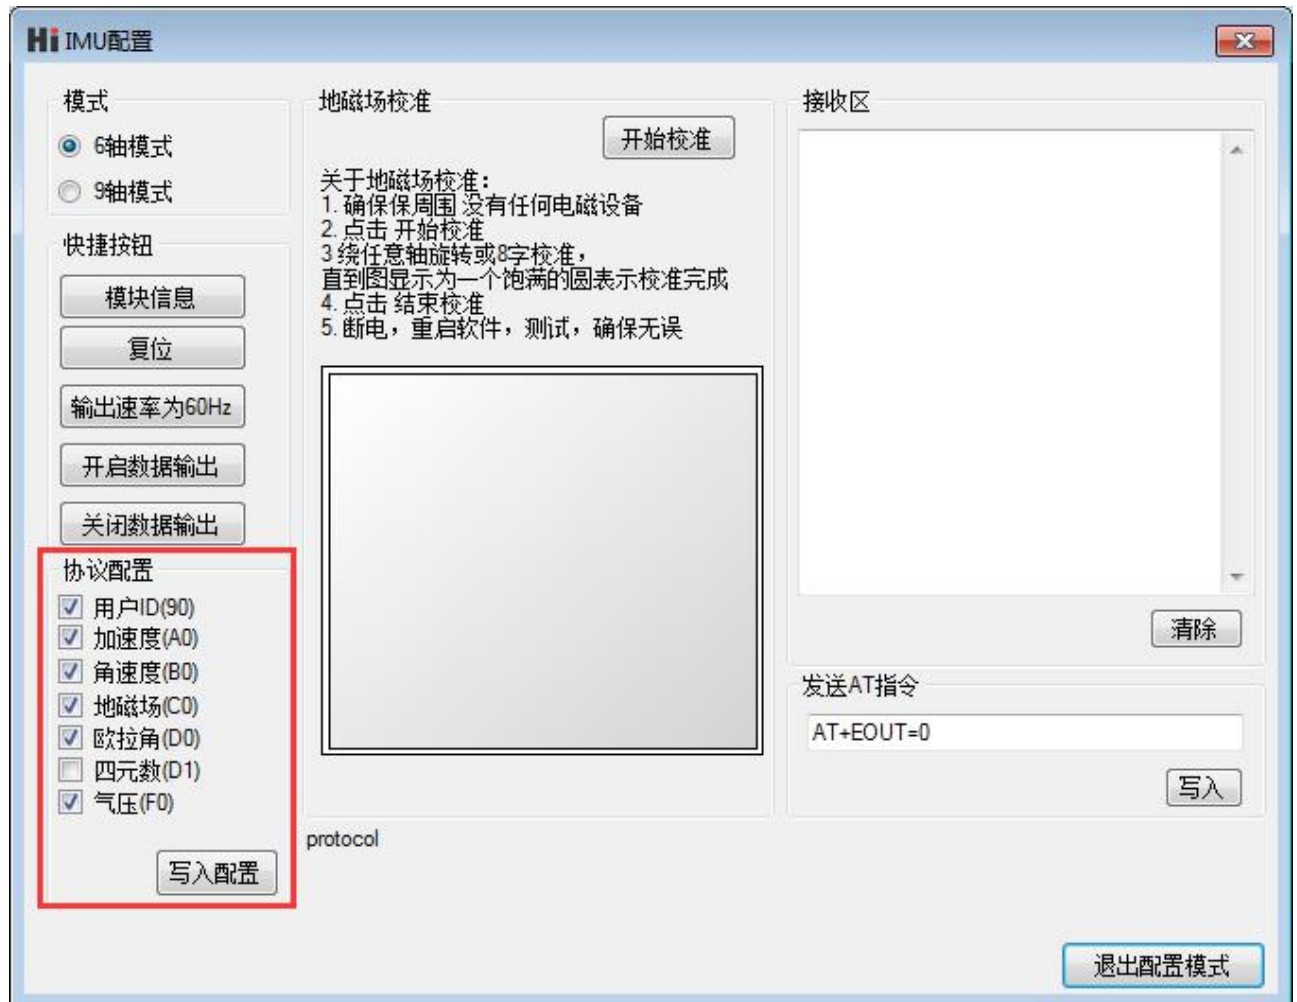 Hi IMU配置
模式
6轴模式
9轴模式
快捷按钮
模块信息
复位
输出速率为60Hz
开启数据输出
关闭数据输出
协议配置
用户ID(90)
加速度(A0)
角速度(B0)
地磁场(C0)
欧拉角(D0)
四元数(D1)
气压(F0)
写入配置
地磁场校准
开始校准
关于地磁场校准：
1. 确保保周围 没有任何电磁设备
2. 点击 开始校准
3 绕任意轴旋转或8字校准，
直到图显示为一个饱满的圆表示校准完成
4. 点击 结束校准
5. 断电，重启软件，测试，确保无误
protocol
接收区
清除
发送AT指令
AT+EOUT=0
写入
退出配置模式